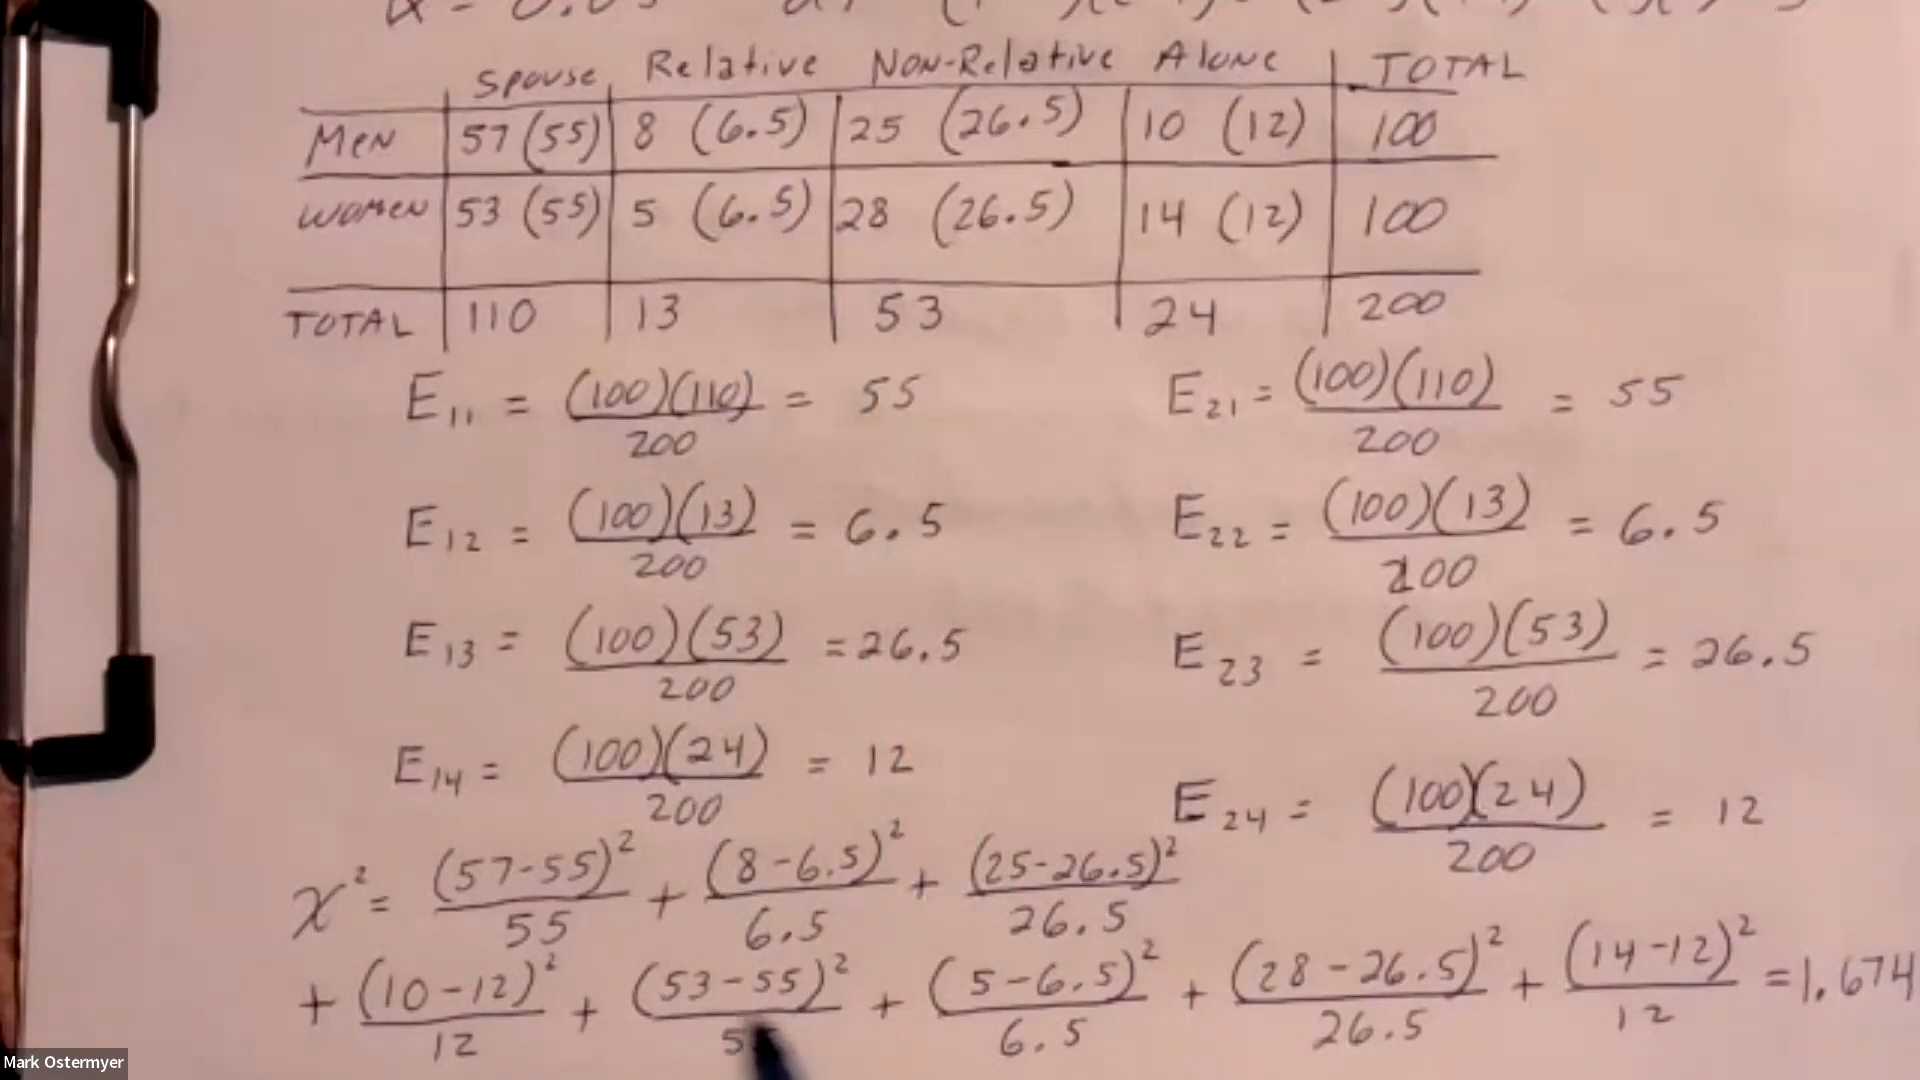 Spouse Relative Non-Relative Alone TOTAL
Men 57 (55) 8 (6.5) 25 (26.5) 10 (12) 100
Women 53 (55) 5 (6.5) 28 (26.5) 14 (12) 100
TOTAL 110 13 53 24 200
E₁₁ = (100)(110)/200 = 55 E₂₁ = (100)(110)/200 = 55
E₁₂ = (100)(13)/200 = 6.5 E₂₂ = (100)(13)/200 = 6.5
E₁₃ = (100)(53)/200 = 26.5 E₂₃ = (100)(53)/200 = 26.5
E₁₄ = (100)(24)/200 = 12 E₂₄ = (100)(24)/200 = 12
χ² = (57-55)²/55 + (8-6.5)²/6.5 + (25-26.5)²/26.5
+ (10-12)²/12 + (53-55)²/5 + (5-6.5)²/6.5 + (28-26.5)²/26.5 + (14-12)²/12 = 1.674
Mark Ostermyer